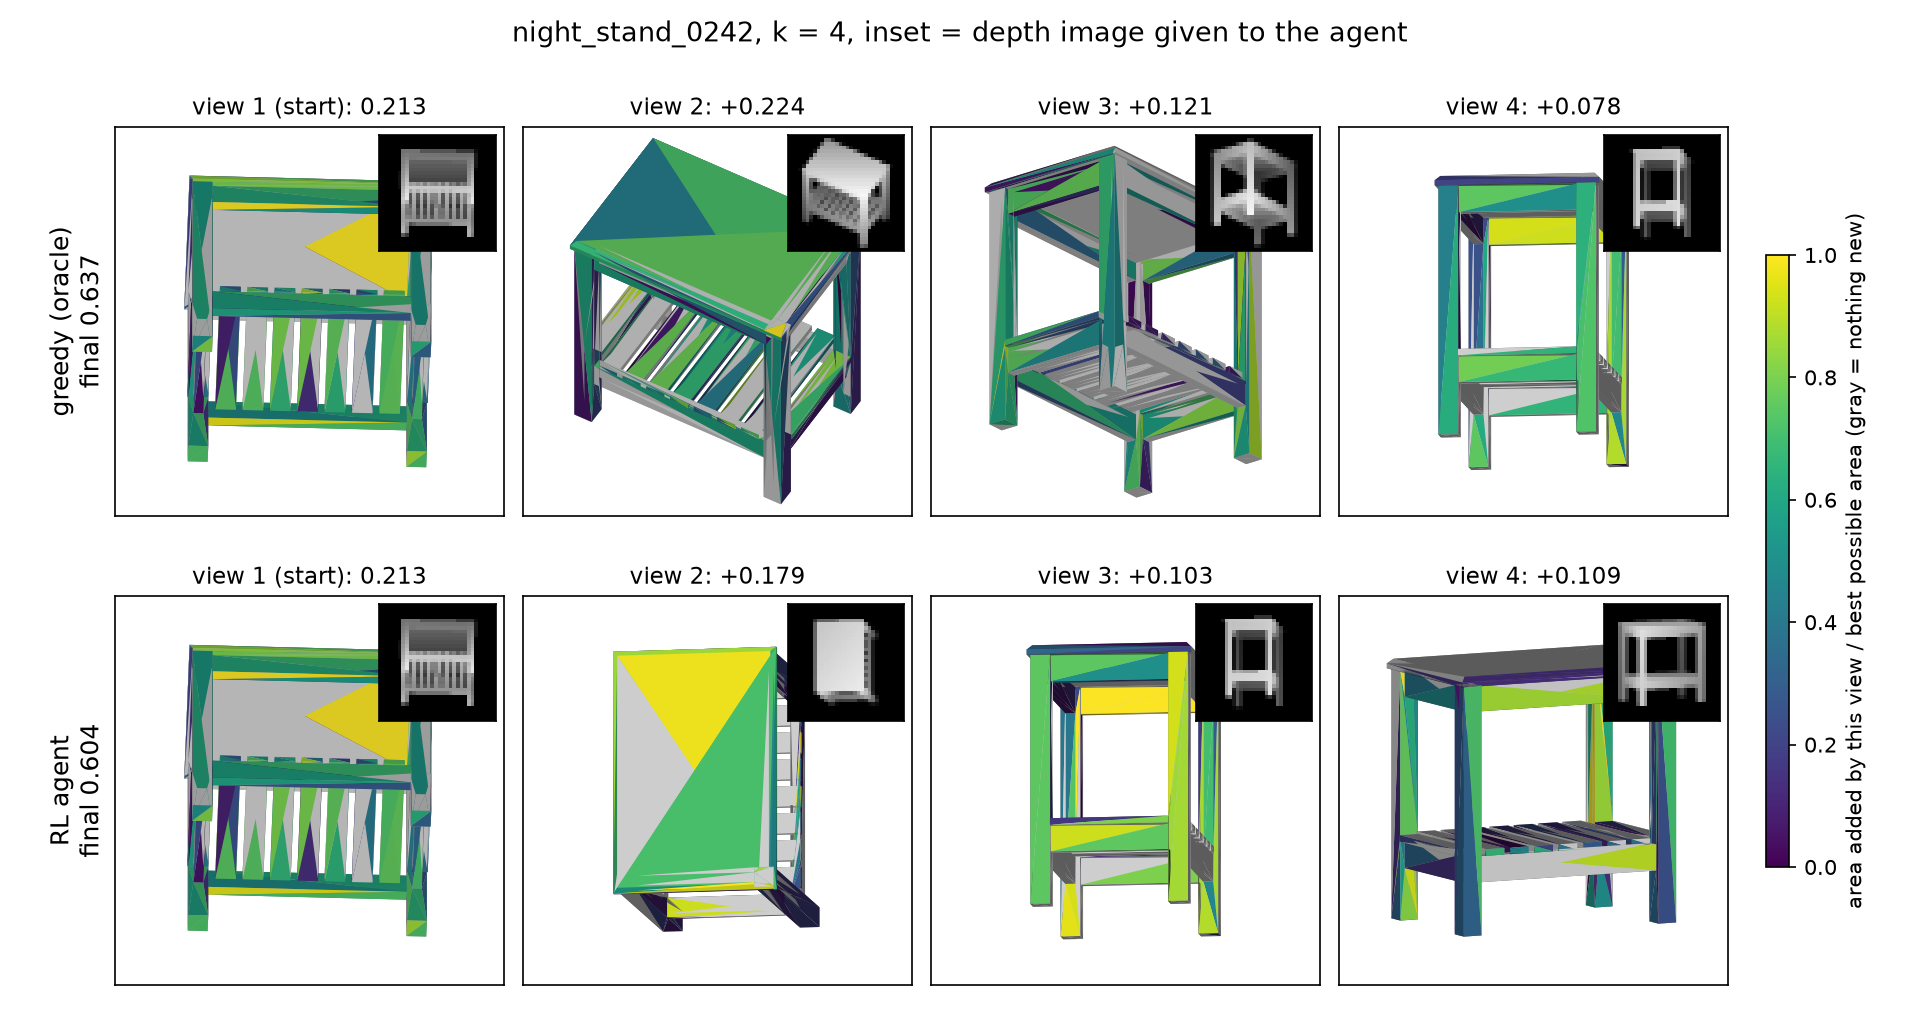 night_stand_0242, k = 4, inset = depth image given to the agent
view 1 (start): 0.213
view 2: +0.224
view 3: +0.121
view 4: +0.078
greedy (oracle)
final 0.637
view 1 (start): 0.213
view 2: +0.179
view 3: +0.103
view 4: +0.109
RL agent
final 0.604
1.0
0.8
0.6
0.4
0.2
0.0
area added by this view / best possible area (gray = nothing new)